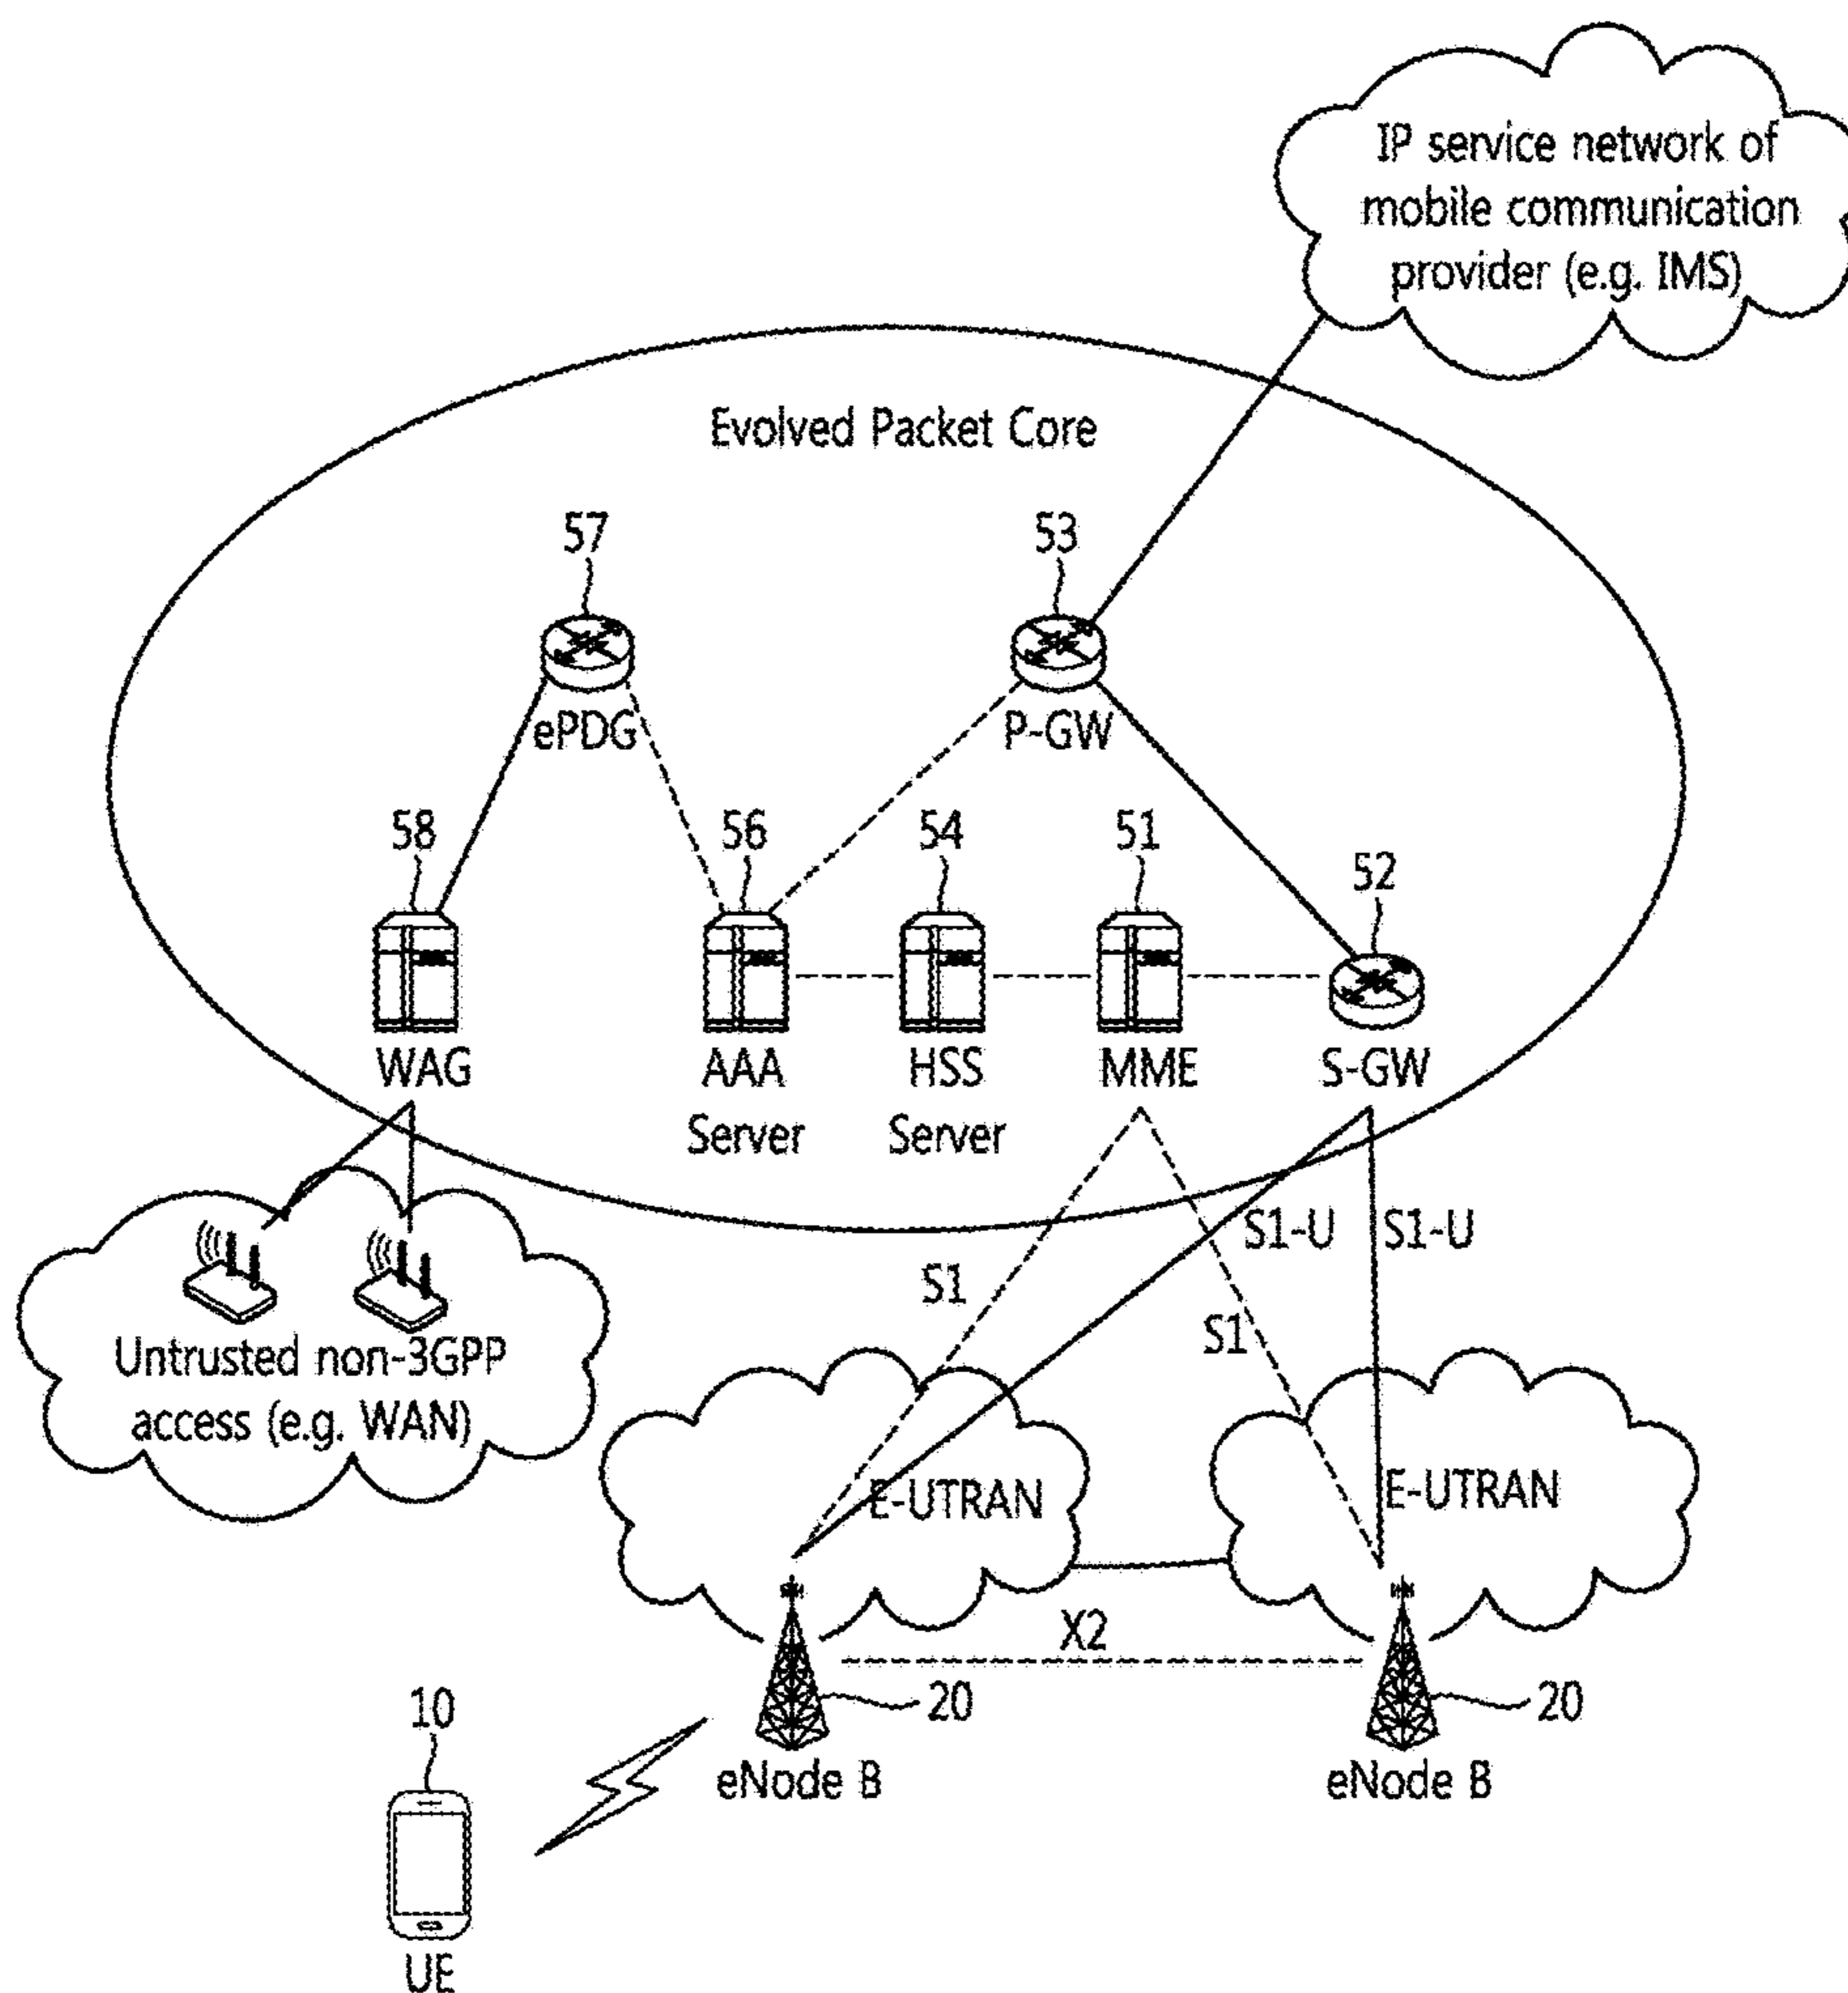 IP service network of
mobile communication
provider (e.g. IMS)
Evolved Packet Core
57
53
ePDG
P-GW
58
56
54
51
52
WAG
AAA
Server
HSS
Server
MME
S-GW
S1
S1
S1-U
S1-U
Untrusted non-3GPP
access (e.g. WAN)
E-UTRAN
E-UTRAN
X2
20
20
eNode B
eNode B
10
UE